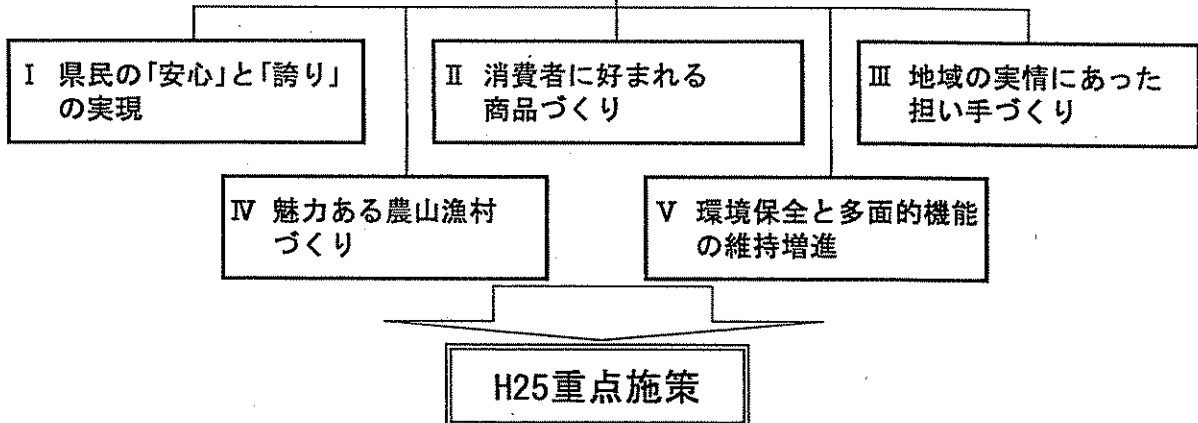 Ⅰ 県民の「安心」と「誇り」
の実現
Ⅱ 消費者に好まれる
商品づくり
Ⅲ 地域の実情にあった
担い手づくり
Ⅳ 魅力ある農山漁村
づくり
Ⅴ 環境保全と多面的機能
の維持増進
H25重点施策